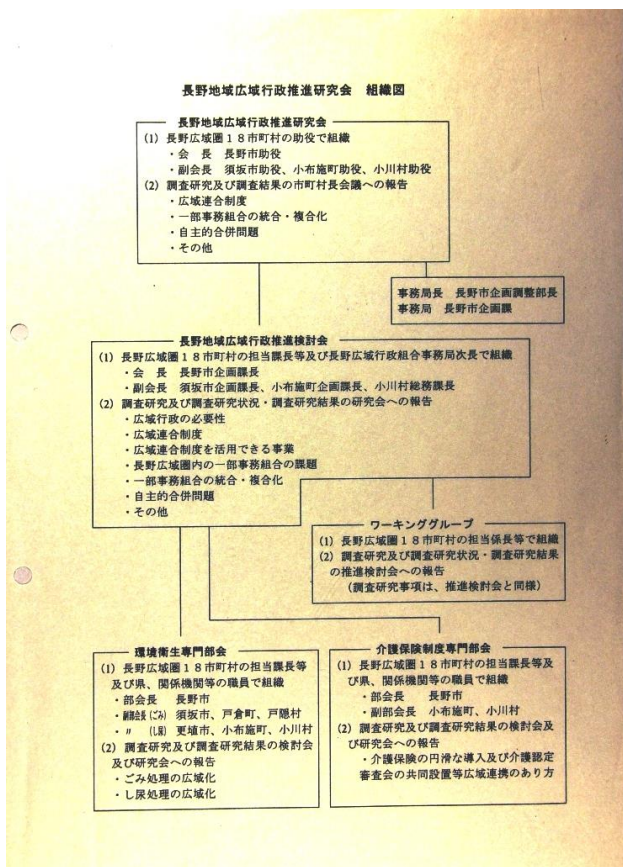 長野地域広域行政推進研究会　組織図
長野地域広域行政推進研究会
(1) 長野広域圏１８市町村の助役で組織
・会　長　長野市助役
・副会長　須坂市助役、小布施町助役、小川村助役
(2) 調査研究及び調査結果の市町村長会議への報告
・広域連合制度
・一部事務組合の統合・複合化
・自主的合併問題
・その他
事務局長　長野市企画調整部長
事務局　長野市企画課
長野地域広域行政推進検討会
(1) 長野広域圏１８市町村の担当課長等及び長野広域行政組合事務局次長で組織
・会　長　長野市企画課長
・副会長　須坂市企画課長、小布施町企画課長、小川村総務課長
(2) 調査研究及び調査研究状況・調査研究結果の研究会への報告
・広域行政の必要性
・広域連合制度
・広域連合制度を活用できる事業
・長野広域圏内の一部事務組合の課題
・一部事務組合の統合・複合化
・自主的合併問題
・その他
ワーキンググループ
(1) 長野広域圏１８市町村の担当係長等で組織
(2) 調査研究及び調査研究状況・調査研究結果
の推進検討会への報告
（調査研究事項は、推進検討会と同様）
環境衛生専門部会
(1) 長野広域圏１８市町村の担当課長等
及び県、関係機関等の職員で組織
・部会長　長野市
・副部会長（ごみ）須坂市、戸倉町、戸隠村
・〃　（し尿）更埴市、小布施町、小川村
(2) 調査研究及び調査研究結果の検討会
及び研究会への報告
・ごみ処理の広域化
・し尿処理の広域化
介護保険制度専門部会
(1) 長野広域圏１８市町村の担当課長等及
び県、関係機関等の職員で組織
・部会長　長野市
・副部会長　小布施町、小川村
(2) 調査研究及び調査研究結果の検討会及
び研究会への報告
・介護保険の円滑な導入及び介護認定
審査会の共同設置等広域連携のあり方